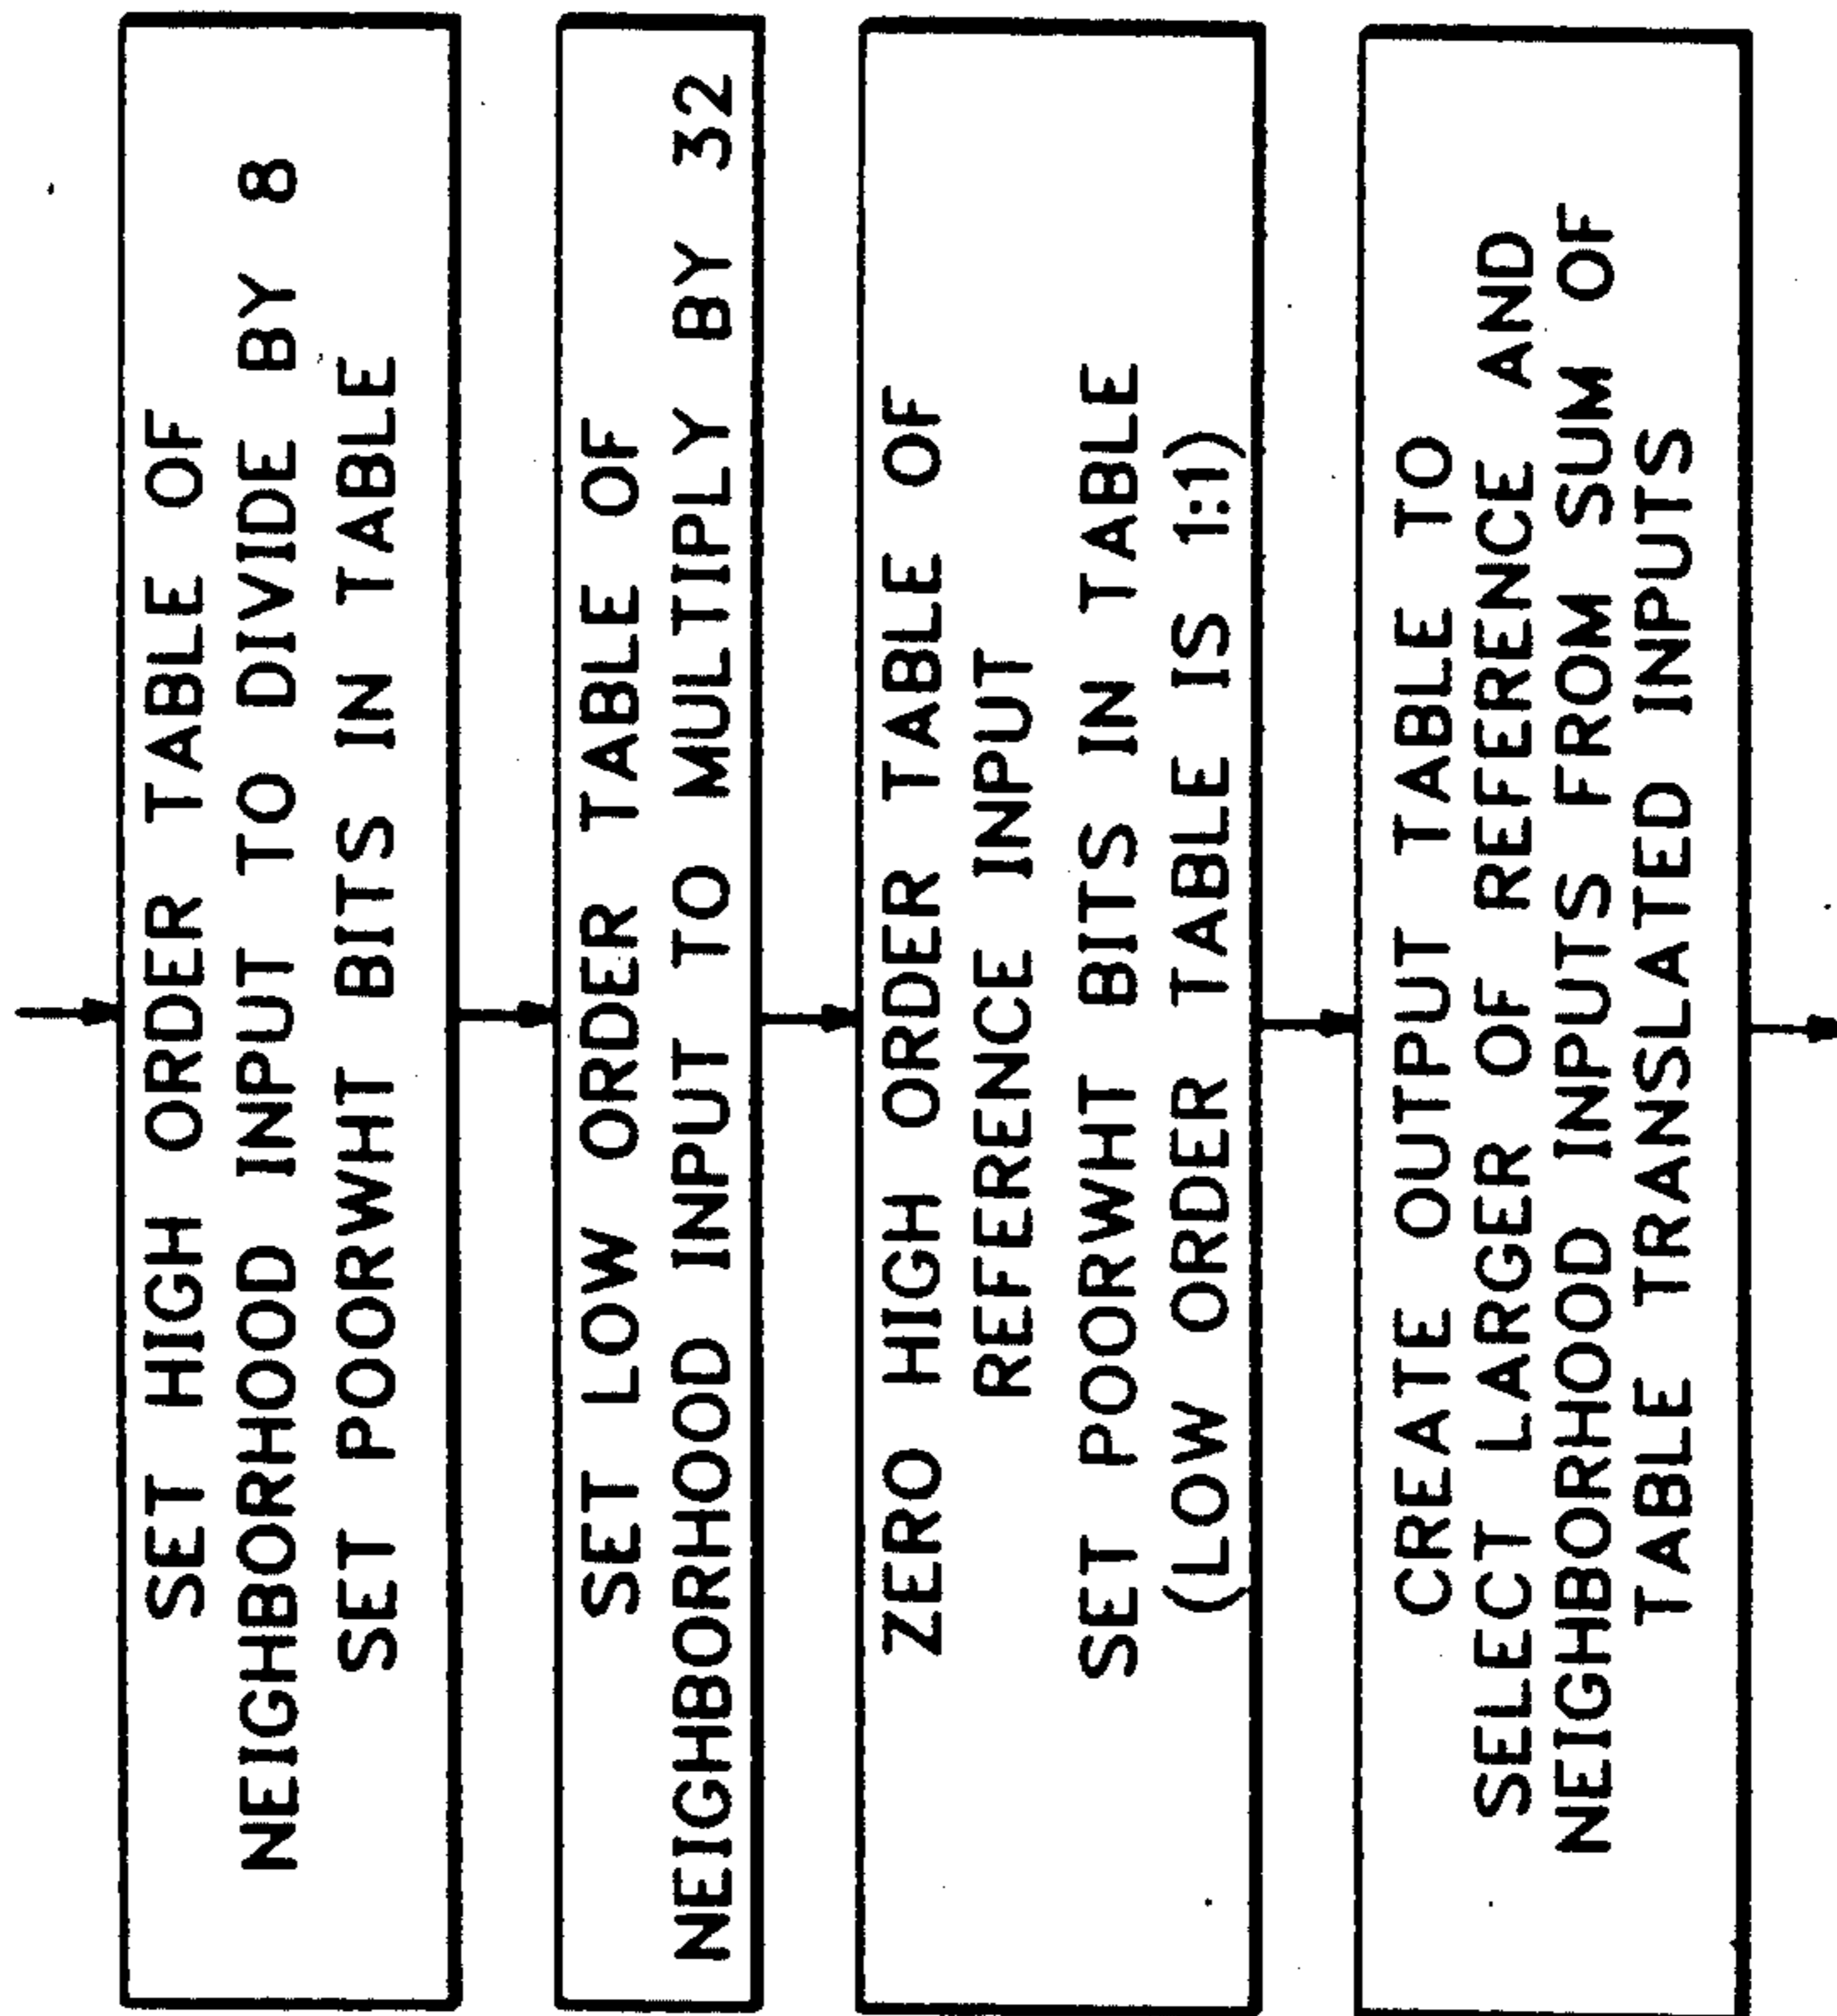 SET HIGH ORDER TABLE OF
NEIGHBORHOOD INPUT TO DIVIDE BY 8
SET POORWHT BITS IN TABLE
SET LOW ORDER TABLE OF
NEIGHBORHOOD INPUT TO MULTIPLY BY 32
ZERO HIGH ORDER TABLE OF
REFERENCE INPUT
SET POORWHT BITS IN TABLE
(LOW ORDER TABLE IS 1:1)
CREATE OUTPUT TABLE TO
SELECT LARGER OF REFERENCE AND
NEIGHBORHOOD INPUTS FROM SUM OF
TABLE TRANSLATED INPUTS